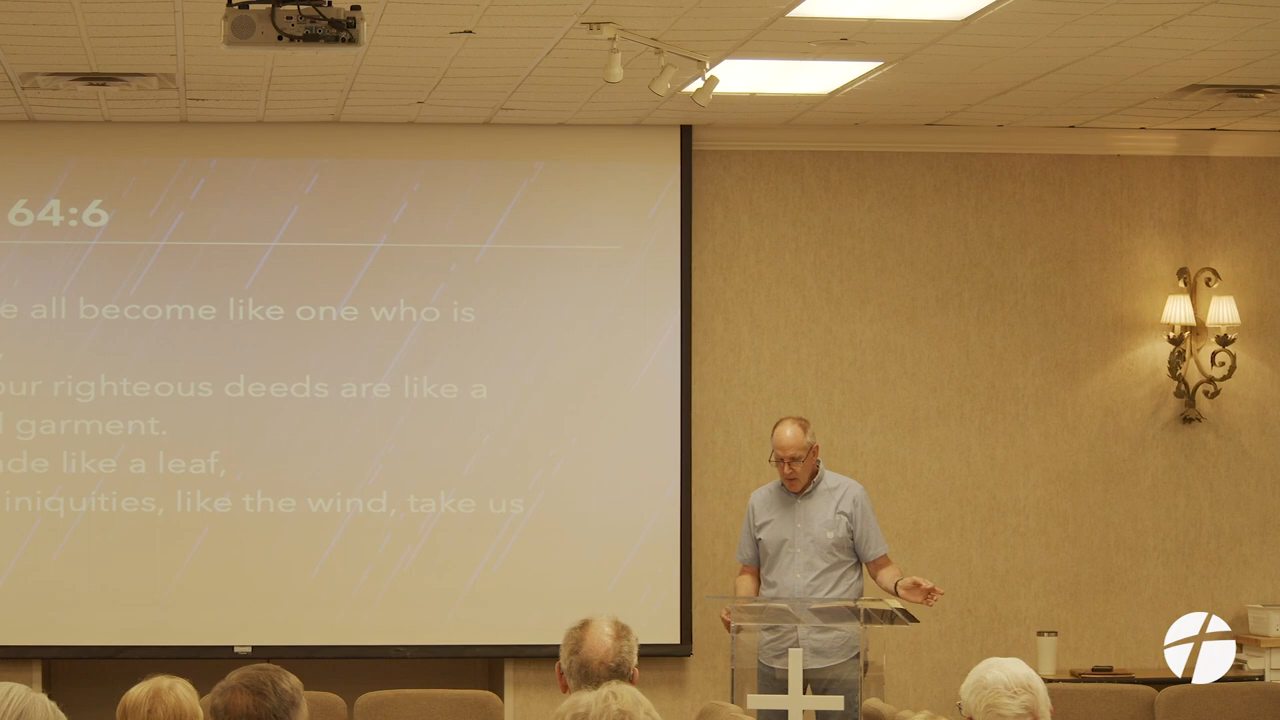 64:6
all become like one who is
our righteous deeds are like a
garment.
like a leaf,
iniquities, like the wind, take us